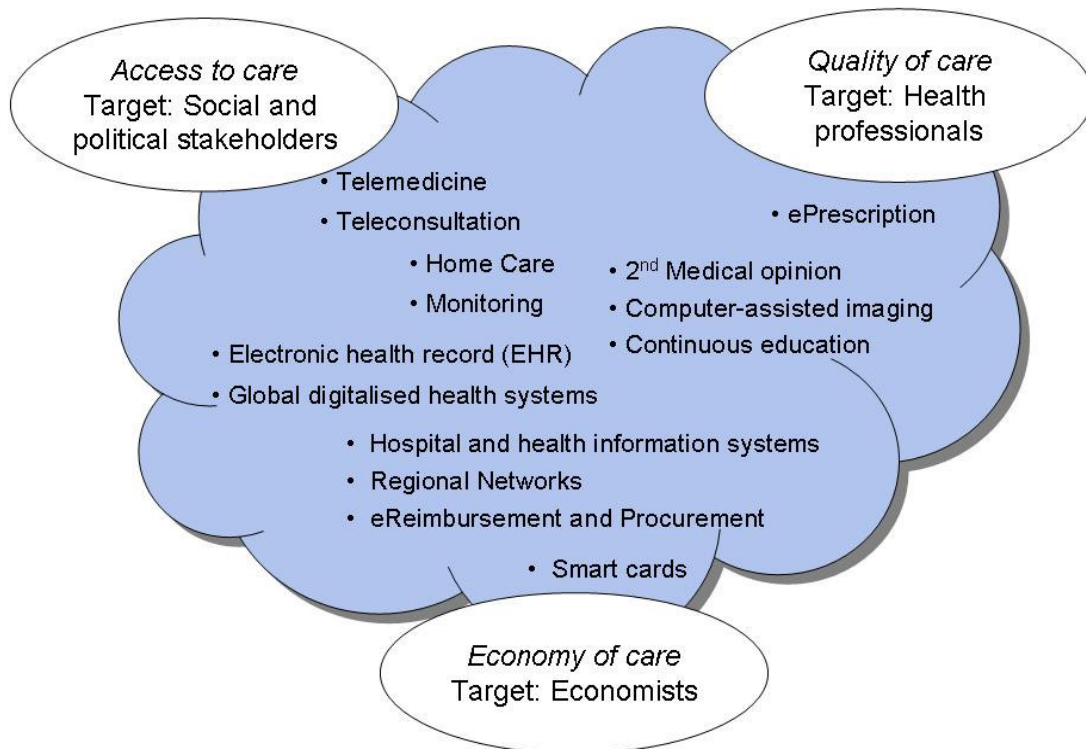 Access to care
Target: Social and
political stakeholders
Quality of care
Target: Health
professionals
• Telemedicine
• Teleconsultation
• ePrescription
• Home Care
• Monitoring
• 2nd Medical opinion
• Computer-assisted imaging
• Continuous education
• Electronic health record (EHR)
• Global digitalised health systems
• Hospital and health information systems
• Regional Networks
• eReimbursement and Procurement
• Smart cards
Economy of care
Target: Economists